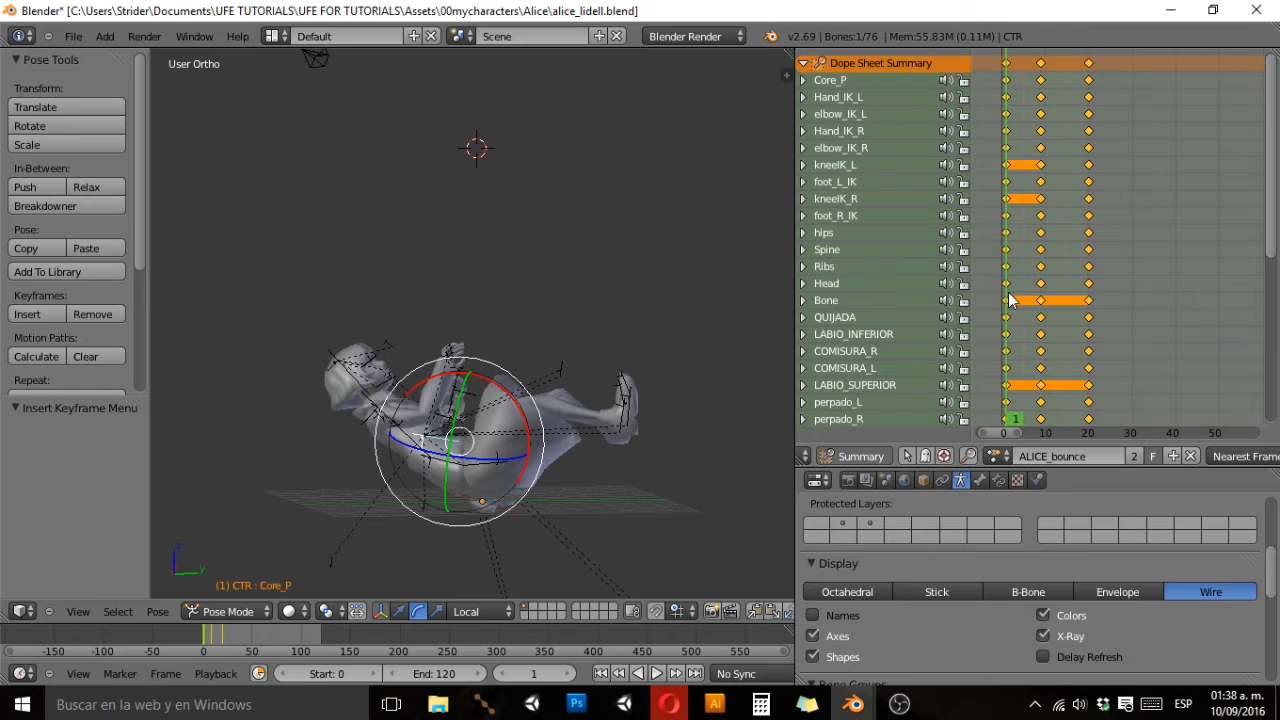 Blender* [C:\Users\Strider\Documents\UFE TUTORIALS\UFE FOR TUTORIALS\Assets\00mycharacters\Alice\alice_lidell.blend]
File Add Render Window Help Default Scene Blender Render v2.69 | Bones:1/76 | Mem:55.83M (0.11M) | CTR
Pose Tools
Transform:
Translate
Rotate
Scale
In-Between:
Push Relax
Breakdowner
Pose:
Copy Paste
Add To Library
Keyframes:
Insert Remove
Motion Paths:
Calculate Clear
Repeat:
Insert Keyframe Menu
User Ortho
z
y
(1) CTR : Core_P
View Select Pose Pose Mode Local
-150 -100 -50 0 50 100 150 200 250 300 350 400 450 500 550
View Marker Frame Playback Start: 0 End: 120 1 No Sync
Dope Sheet Summary
Core_P
Hand_IK_L
elbow_IK_L
Hand_IK_R
elbow_IK_R
kneeIK_L
foot_L_IK
kneeIK_R
foot_R_IK
hips
Spine
Ribs
Head
Bone
QUIJADA
LABIO_INFERIOR
COMISURA_R
COMISURA_L
LABIO_SUPERIOR
perpado_L
perpado_R
1
0 10 20 30 40 50
Summary ALICE_bounce 2 F Nearest Frame
Protected Layers:
Display
Octahedral Stick B-Bone Envelope Wire
Names Colors
Axes X-Ray
Shapes Delay Refresh
Buscar en la web y en Windows
ESP
01:38 a. m.
10/09/2016